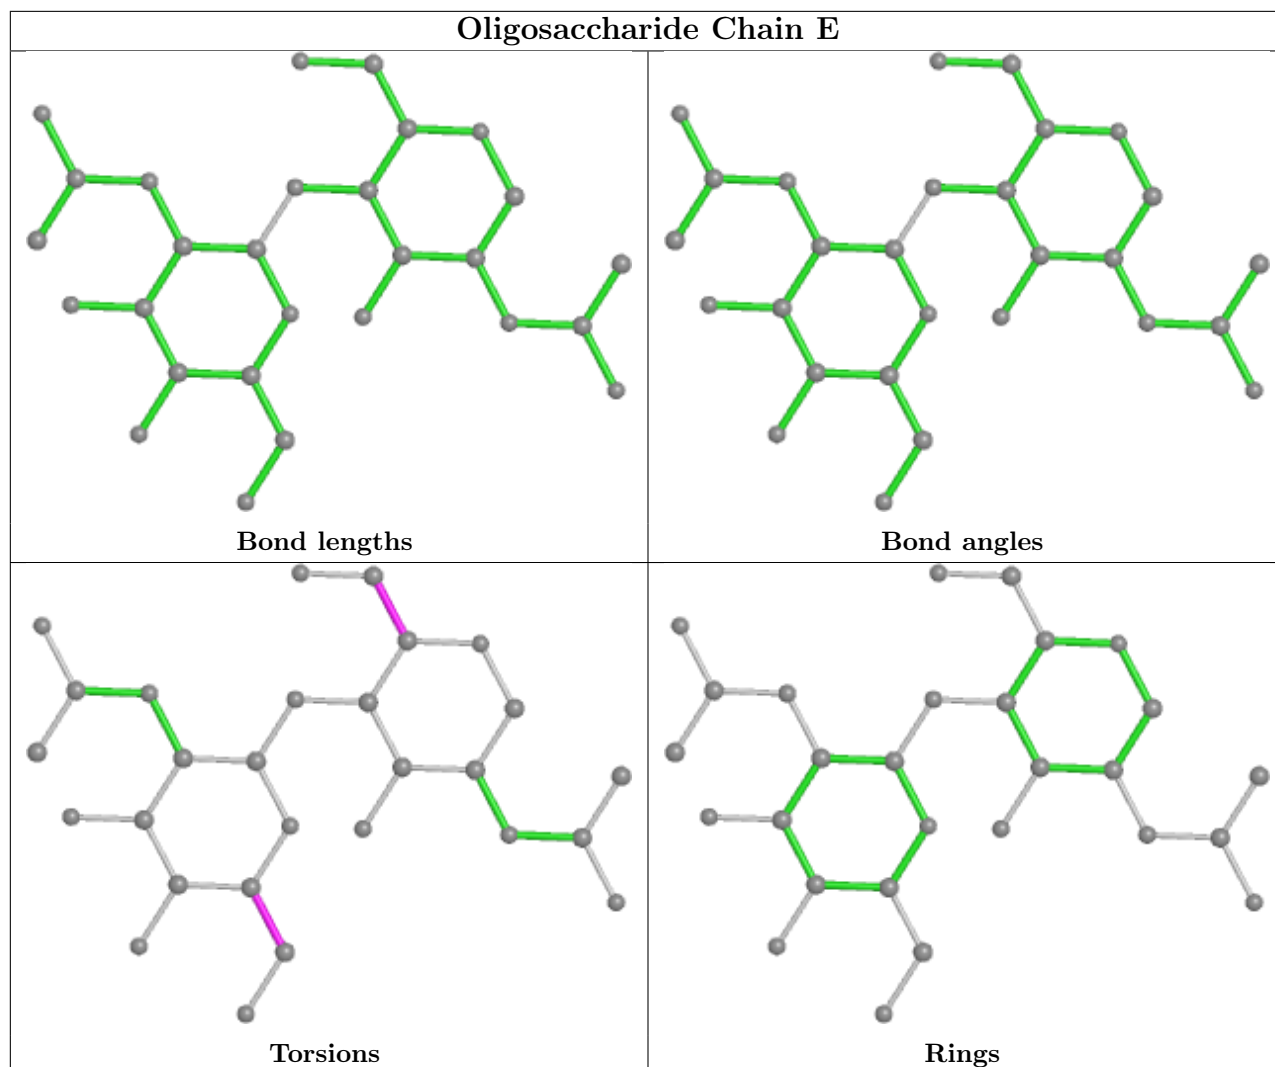 Oligosaccharide Chain E
Bond lengths
Bond angles
Torsions
Rings